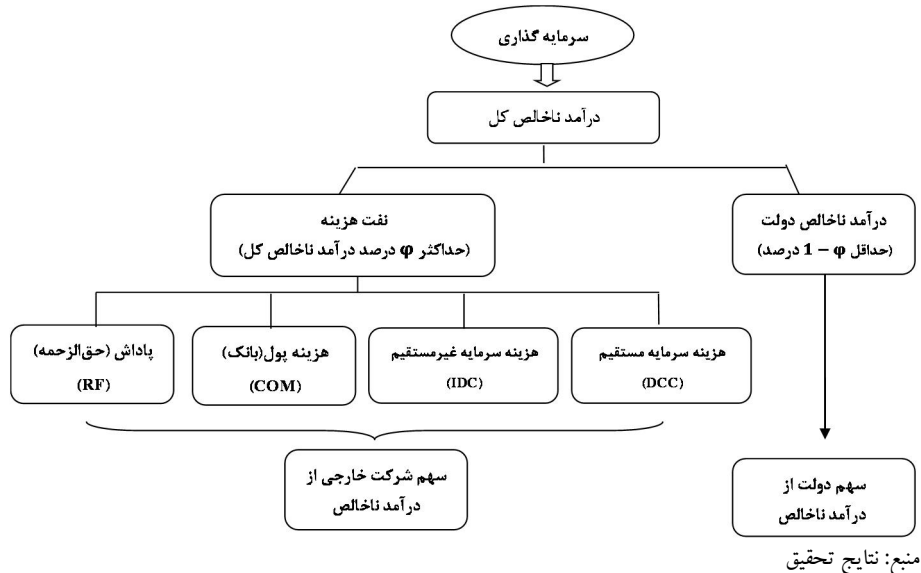 سرمایه گذاری
درآمد ناخالص کل
درآمد ناخالص دولت
(حداقل 1 – φ درصد)
نفت هزینه
(حداکثر φ درصد درآمد ناخالص کل)
هزینه سرمایه مستقیم
(DCC)
هزینه سرمایه غیرمستقیم
(IDC)
هزینه پول(بانک)
(COM)
پاداش (حق‌الزحمه)
(RF)
سهم دولت از
درآمد ناخالص
سهم شرکت خارجی از
درآمد ناخالص
منبع: نتایج تحقیق